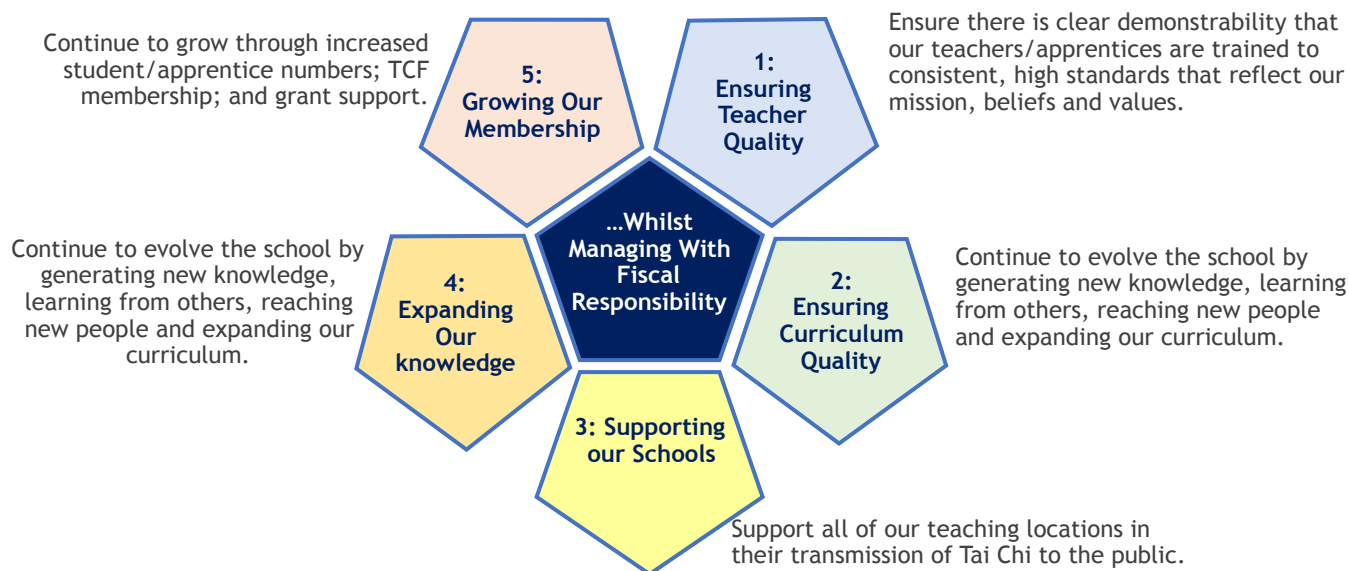 Continue to grow through increased
student/apprentice numbers; TCF
membership; and grant support.
5:
Growing Our
Membership
1:
Ensuring
Teacher
Quality
Ensure there is clear demonstrability that
our teachers/apprentices are trained to
consistent, high standards that reflect our
mission, beliefs and values.
...Whilst
Managing With
Fiscal
Responsibility
Continue to evolve the school by
generating new knowledge,
learning from others, reaching
new people and expanding our
curriculum.
4:
Expanding
Our
knowledge
2:
Ensuring
Curriculum
Quality
Continue to evolve the school by
generating new knowledge, learning
from others, reaching new people
and expanding our curriculum.
3: Supporting
our Schools
Support all of our teaching locations in
their transmission of Tai Chi to the public.